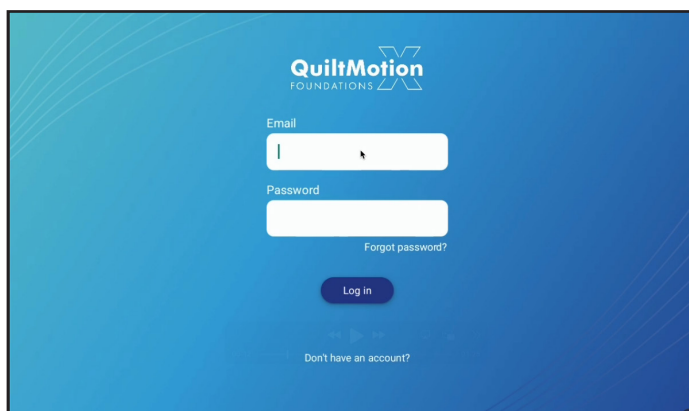 QuiltMotion X
FOUNDATIONS
Email
Password
Forgot password?
Log in
Don't have an account?